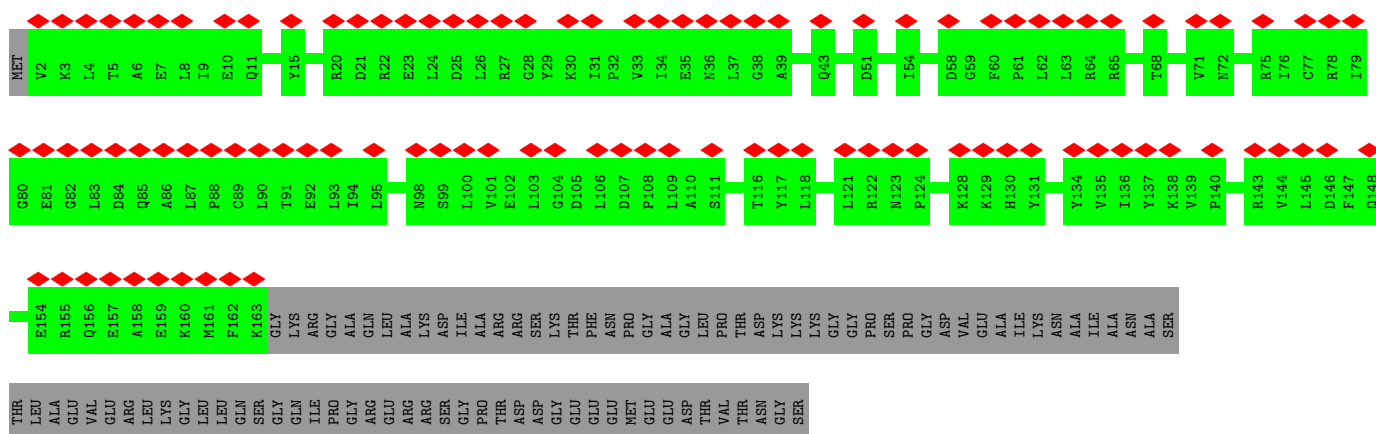 MET V2 K3 L4 T5 A6 E7 L8 I9 E10 Q11 Y15 R20 D21 R22 E23 L24 D25 L26 R27 G28 Y29 K30 I31 P32 V33 I34 E35 N36 L37 G38 A39 Q43 D51 I54 D58 G59 F60 P61 L62 L63 R64 R65 T68 V71 N72 R75 I76 C77 R78 I79
G80 E81 G82 L83 D84 Q85 A86 L87 P88 C89 L90 T91 E92 L93 I94 L95 N98 S99 L100 V101 E102 L103 G104 D105 L106 D107 P108 L109 A110 S111 T116 Y117 L118 L121 R122 N123 P124 K128 K129 H130 Y131 Y134 V135 I136 Y137 K138 V139 P140 R143 V144 L145 D146 F147 Q148
E154 R155 Q156 E157 A158 E159 K160 M161 F162 K163 GLY LYS ARG GLY ALA GLN LEU ALA LYS ASP ILE ALA ARG ARG SER LYS THR PHE ASN PRO GLY ALA GLY LEU PRO THR ASP LYS LYS LYS GLY GLY PRO SER PRO GLY ASP VAL GLU ALA ILE LYS ASN ALA ILE ALA ASN ALA SER
THR LEU ALA GLU VAL GLU ARG LEU LYS GLY LEU LEU GLN SER GLY GLN ILE PRO GLY ARG GLU ARG ARG SER GLY PRO THR ASP ASP GLY GLU GLU GLU MET GLU GLU ASP THR VAL THR ASN GLY SER